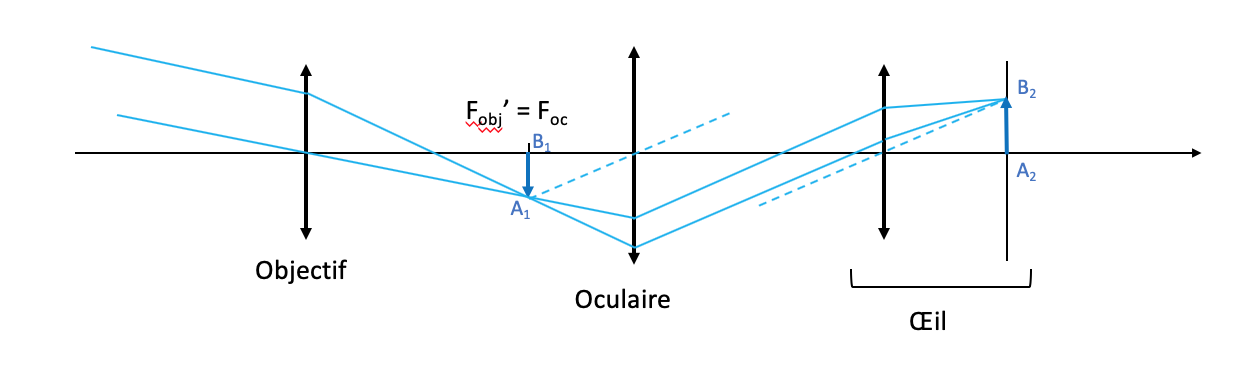 Fobj’ = Foc
B1
A1
B2
A2
Objectif
Oculaire
Œil